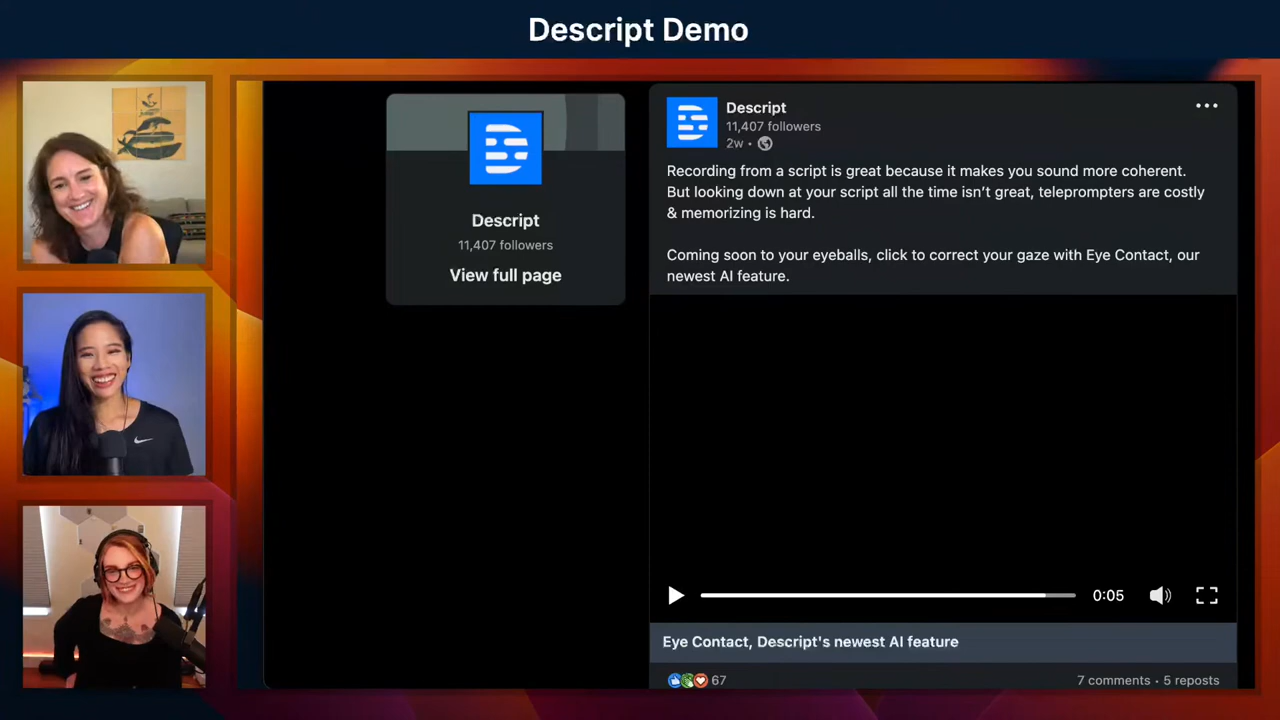 Descript Demo
Descript
11,407 followers
View full page
Descript
11,407 followers
2w •
Recording from a script is great because it makes you sound more coherent.
But looking down at your script all the time isn't great, teleprompters are costly
& memorizing is hard.
Coming soon to your eyeballs, click to correct your gaze with Eye Contact, our
newest AI feature.
0:05
Eye Contact, Descript's newest AI feature
67
7 comments • 5 reposts